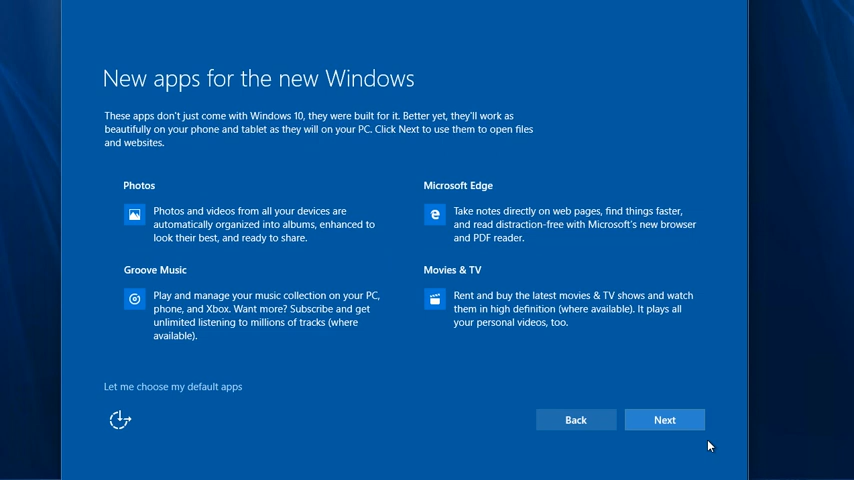 New apps for the new Windows
These apps don't just come with Windows 10, they were built for it. Better yet, they'll work as
beautifully on your phone and tablet as they will on your PC. Click Next to use them to open files
and websites.
Photos
Photos and videos from all your devices are
automatically organized into albums, enhanced to
look their best, and ready to share.
Microsoft Edge
Take notes directly on web pages, find things faster,
and read distraction-free with Microsoft's new browser
and PDF reader.
Groove Music
Play and manage your music collection on your PC,
phone, and Xbox. Want more? Subscribe and get
unlimited listening to millions of tracks (where
available).
Movies & TV
Rent and buy the latest movies & TV shows and watch
them in high definition (where available). It plays all
your personal videos, too.
Let me choose my default apps
Back
Next